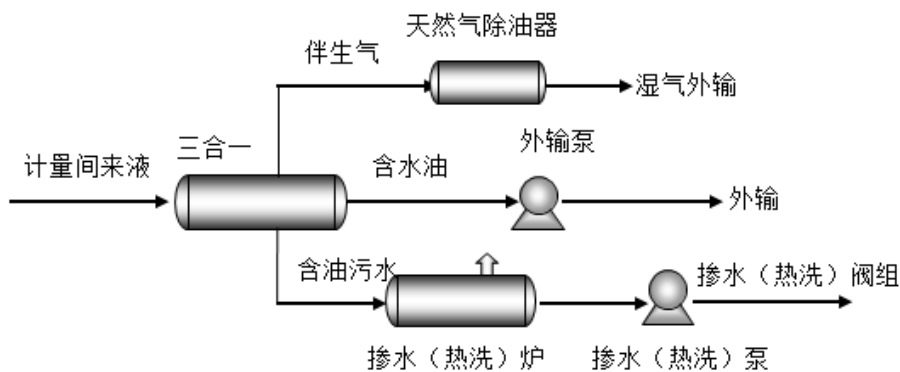 天然气除油器
伴生气
湿气外输
三合一
外输泵
计量间来液
含水油
外输
含油污水
掺水（热洗）阀组
掺水（热洗）炉
掺水（热洗）泵